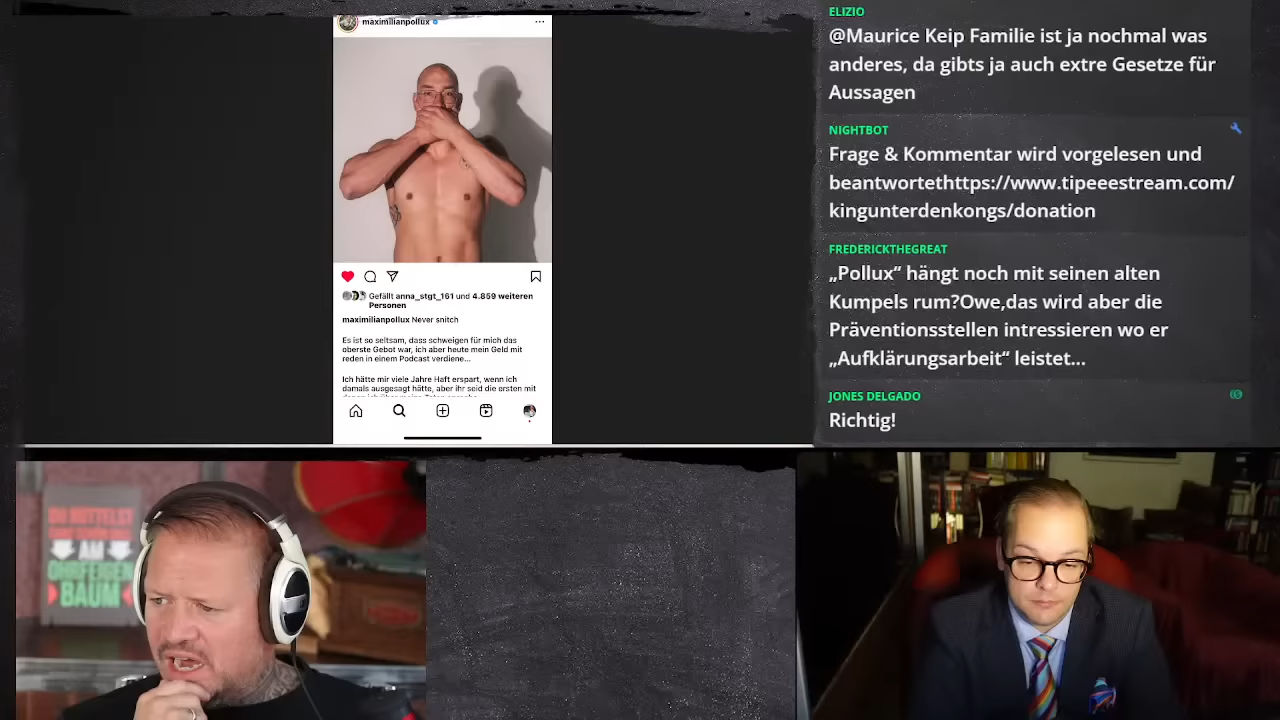 maximilianpollux
Gefällt anna_stgt_161 und 4.859 weiteren
Personen
maximilianpollux Never snitch
Es ist so seltsam, dass schweigen für mich das
oberste Gebot war, ich aber heute mein Geld mit
reden in einem Podcast verdiene...
Ich hätte mir viele Jahre Haft erspart, wenn ich
damals ausgesagt hätte, aber ihr seid die ersten mit
ELIZIO
@Maurice Keip Familie ist ja nochmal was
anderes, da gibts ja auch extre Gesetze für
Aussagen
NIGHTBOT
Frage & Kommentar wird vorgelesen und
beantwortethttps://www.tipeeestream.com/
kingunterdenkongs/donation
FREDERICKTHEGREAT
„Pollux“ hängt noch mit seinen alten
Kumpels rum?Owe,das wird aber die
Präventionsstellen intressieren wo er
„Aufklärungsarbeit“ leistet...
JONES DELGADO
Richtig!
DU MÖTTELST
AM
OHRFEIGEN
BAUM